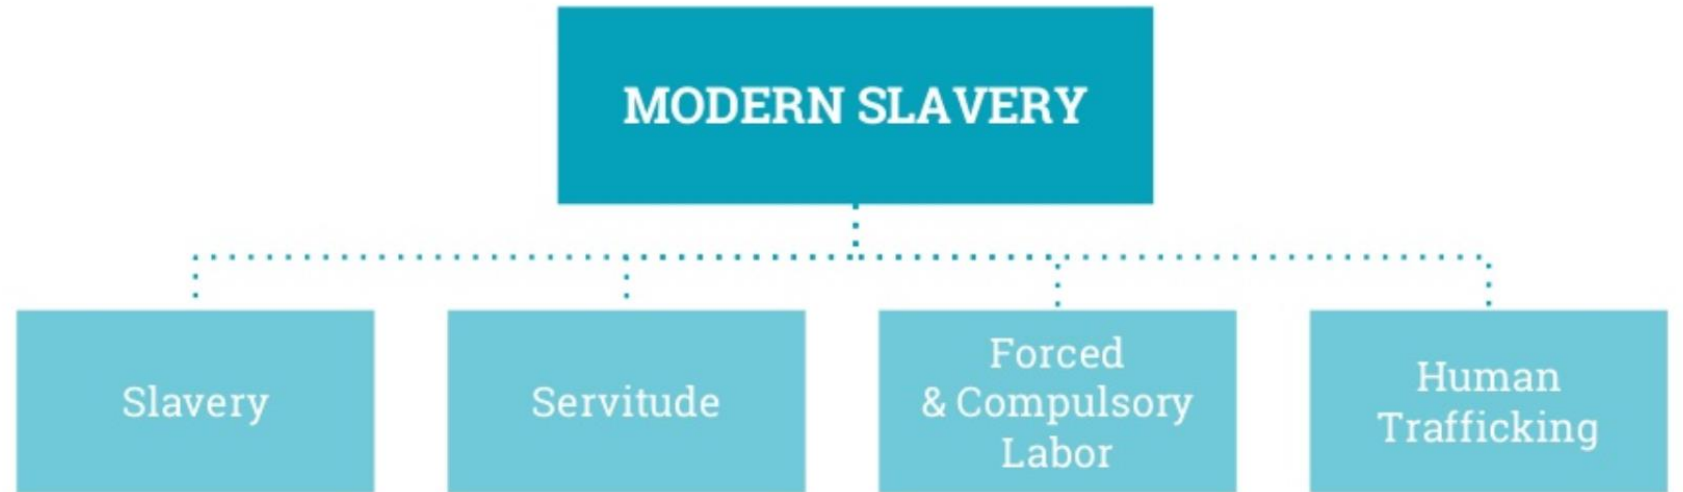 MODERN SLAVERY
Slavery
Servitude
Forced
& Compulsory
Labor
Human
Trafficking